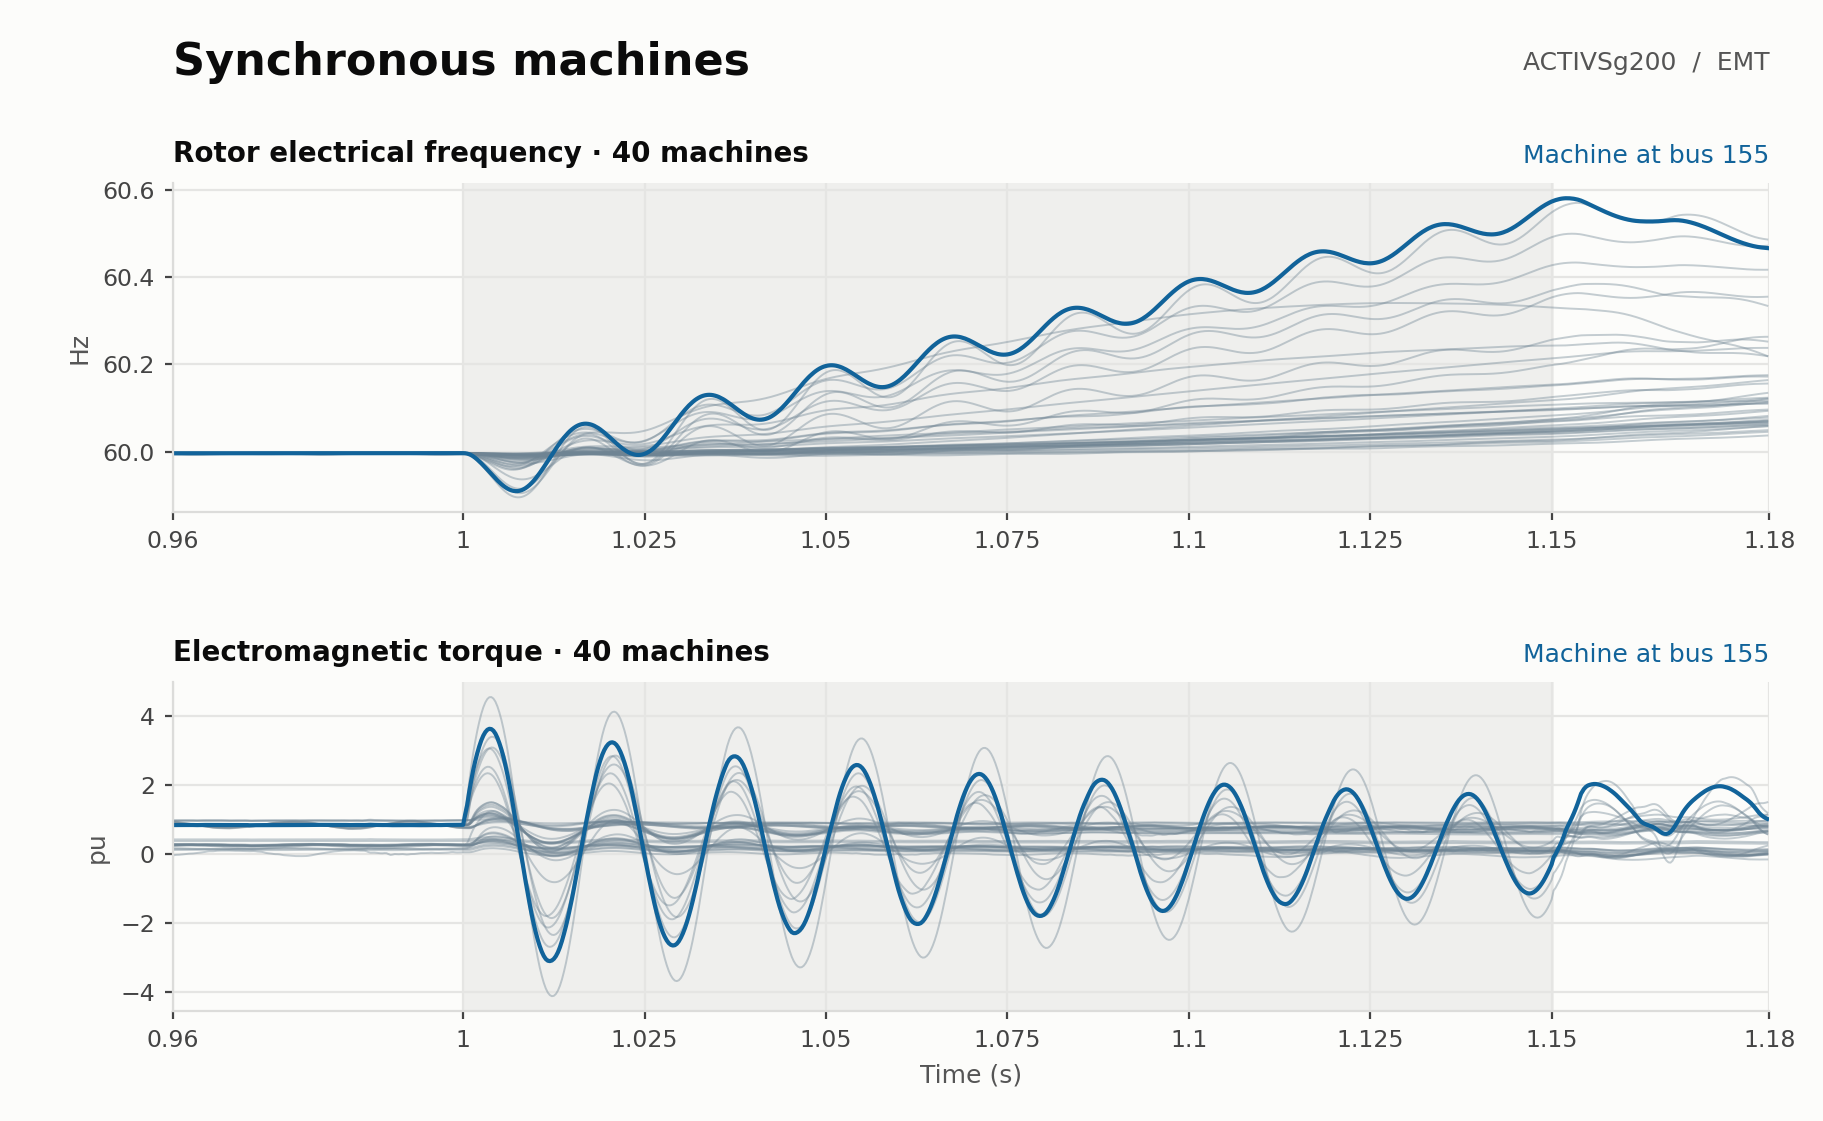 Synchronous machines
ACTIVSg200 / EMT
Rotor electrical frequency · 40 machines
Machine at bus 155
60.6
60.4
60.2
60.0
Hz
0.96 1 1.025 1.05 1.075 1.1 1.125 1.15 1.18
Electromagnetic torque · 40 machines
Machine at bus 155
4
2
0
−2
−4
pu
0.96 1 1.025 1.05 1.075 1.1 1.125 1.15 1.18
Time (s)